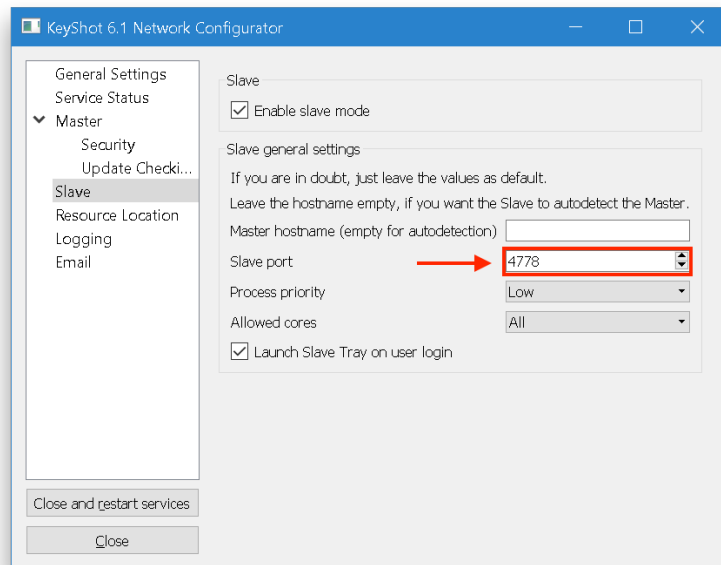 KeyShot 6.1 Network Configurator
General Settings
Service Status
Master
Security
Update Checki...
Slave
Resource Location
Logging
Email
Close and restart services
Close
Slave
Enable slave mode
Slave general settings
If you are in doubt, just leave the values as default.
Leave the hostname empty, if you want the Slave to autodetect the Master.
Master hostname (empty for autodetection)
Slave port 4778
Process priority Low
Allowed cores All
Launch Slave Tray on user login